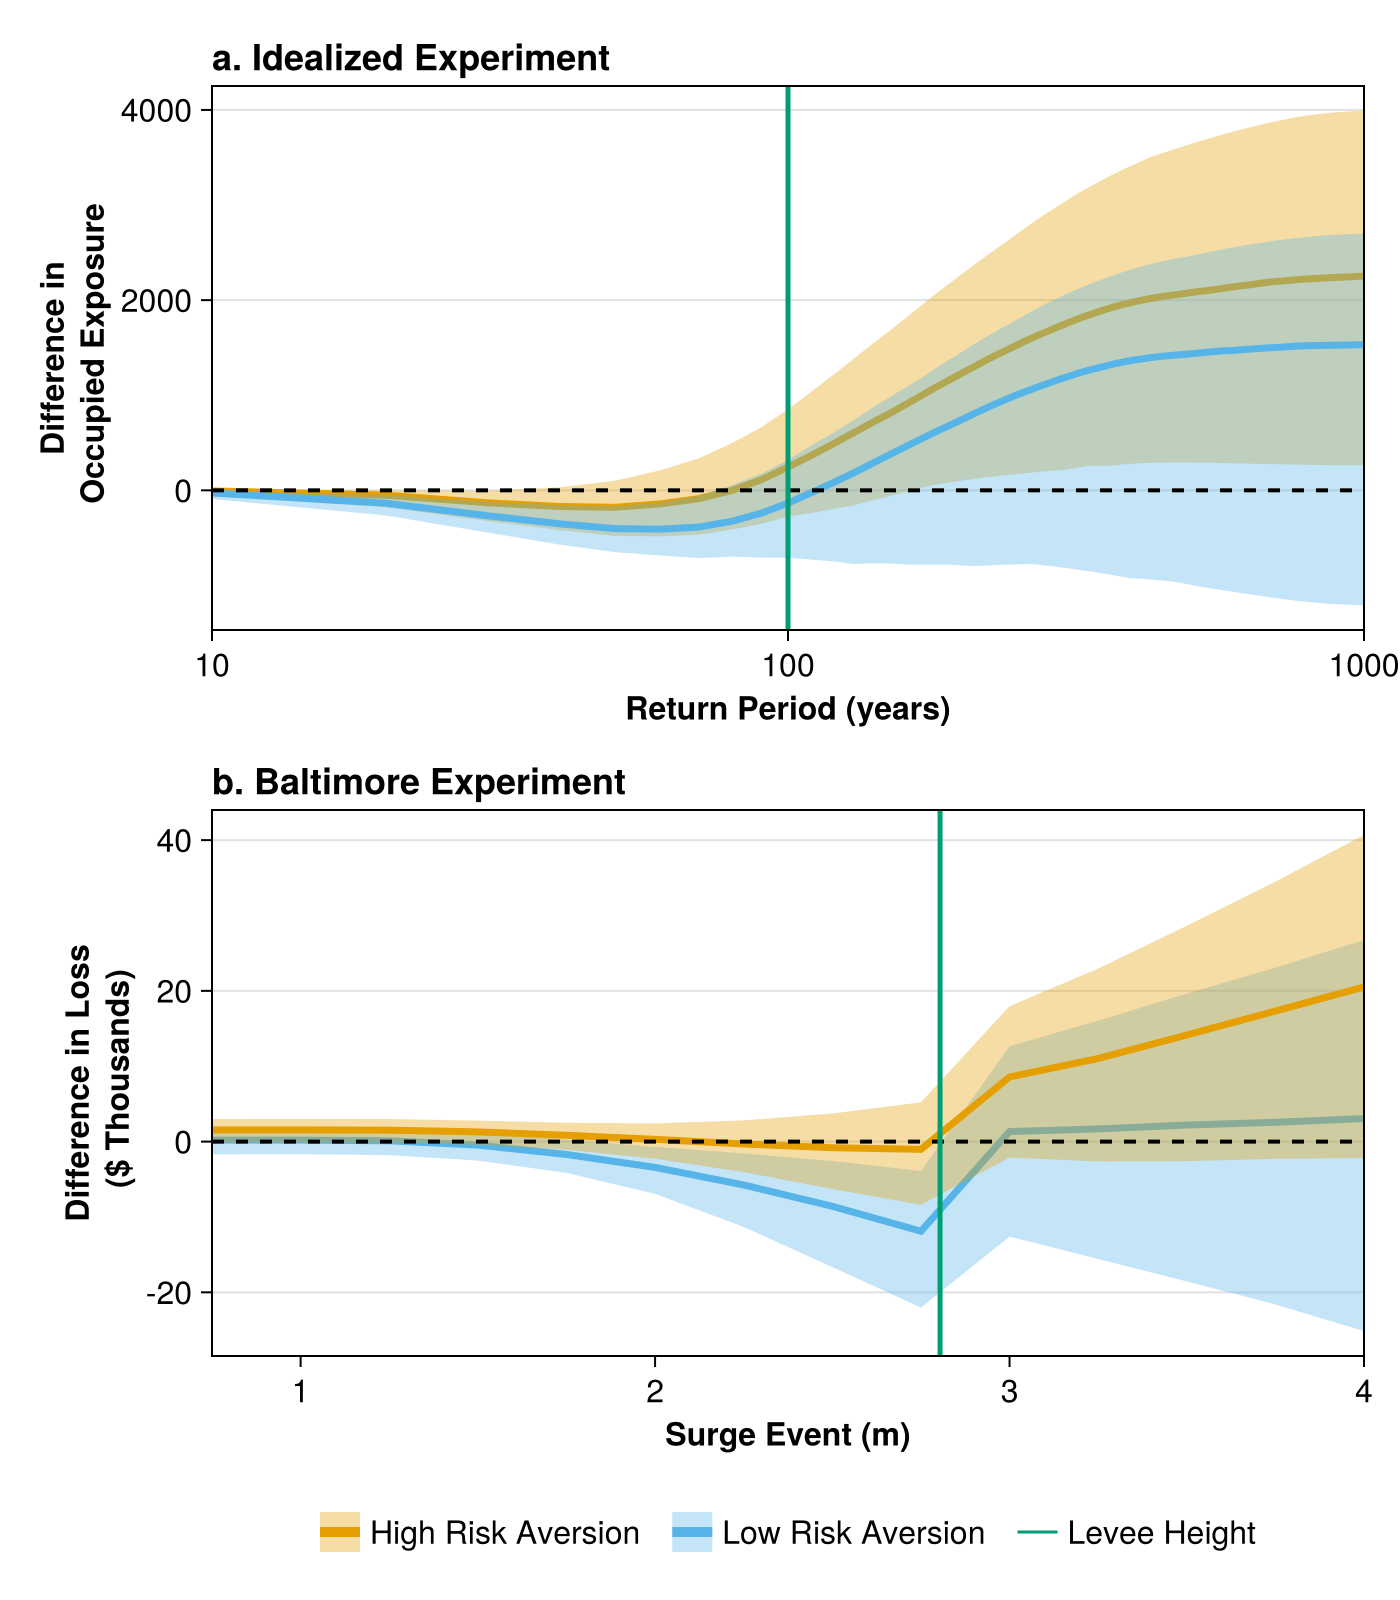 a. Idealized Experiment
4000
2000
0
Difference in
Occupied Exposure
10
100
1000
Return Period (years)
b. Baltimore Experiment
40
20
0
-20
Difference in Loss
($ Thousands)
1
2
3
4
Surge Event (m)
High Risk Aversion
Low Risk Aversion
Levee Height